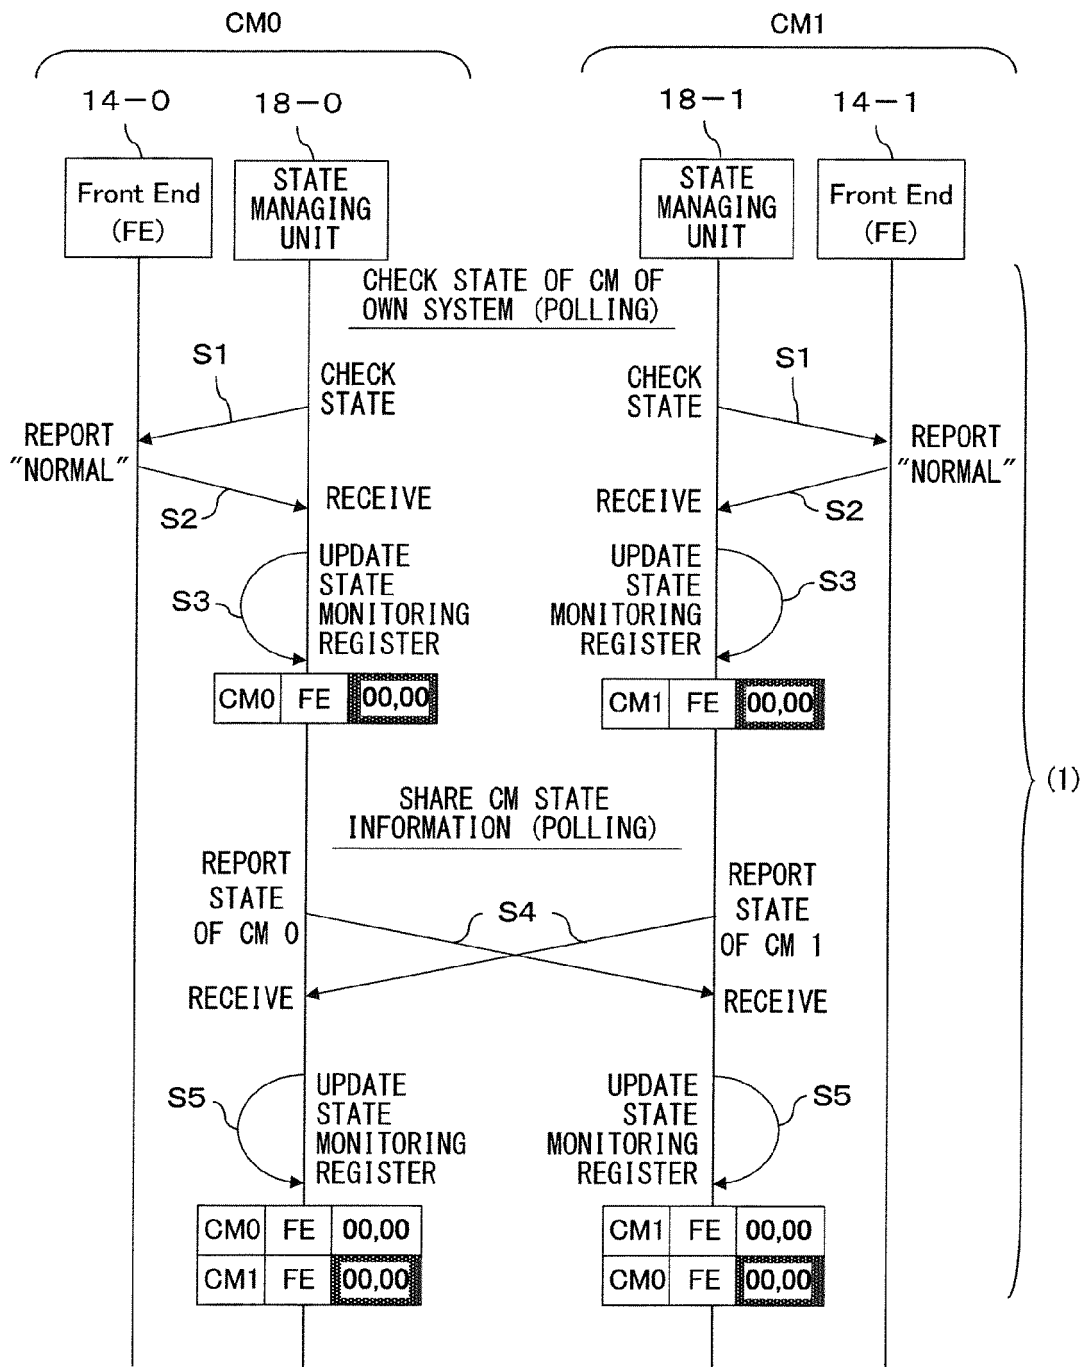 CM0
CM1
14-0
18-0
18-1
14-1
Front End
(FE)
STATE
MANAGING
UNIT
STATE
MANAGING
UNIT
Front End
(FE)
CHECK STATE OF CM OF
OWN SYSTEM (POLLING)
S1
CHECK
STATE
CHECK
STATE
S1
REPORT
"NORMAL"
REPORT
"NORMAL"
S2
RECEIVE
RECEIVE
S2
S3
UPDATE
STATE
MONITORING
REGISTER
UPDATE
STATE
MONITORING
REGISTER
S3
CM0 FE 00,00
CM1 FE 00,00
(1)
SHARE CM STATE
INFORMATION (POLLING)
REPORT
STATE
OF CM 0
S4
REPORT
STATE
OF CM 1
RECEIVE
RECEIVE
S5
UPDATE
STATE
MONITORING
REGISTER
UPDATE
STATE
MONITORING
REGISTER
S5
CM0 FE 00,00
CM1 FE 00,00
CM1 FE 00,00
CM0 FE 00,00